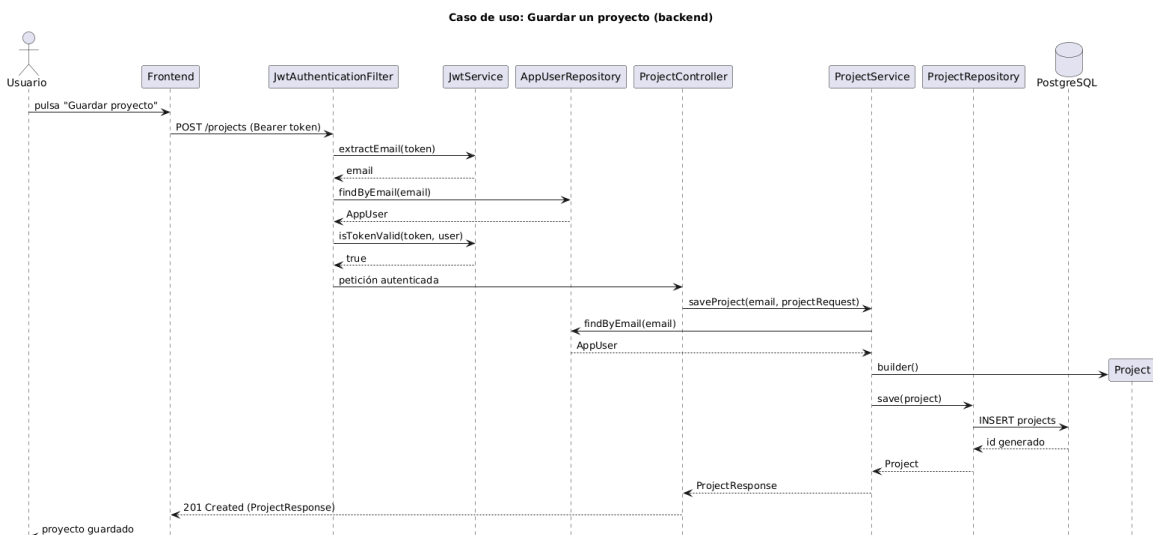 Caso de uso: Guardar un proyecto (backend)
Usuario
Frontend
JwtAuthenticationFilter
JwtService
AppUserRepository
ProjectController
ProjectService
ProjectRepository
PostgreSQL
pulsa "Guardar proyecto"
POST /projects (Bearer token)
extractEmail(token)
email
findByEmail(email)
AppUser
isTokenValid(token, user)
true
petición autenticada
saveProject(email, projectRequest)
findByEmail(email)
AppUser
builder()
Project
save(project)
INSERT projects
id generado
Project
ProjectResponse
201 Created (ProjectResponse)
proyecto guardado